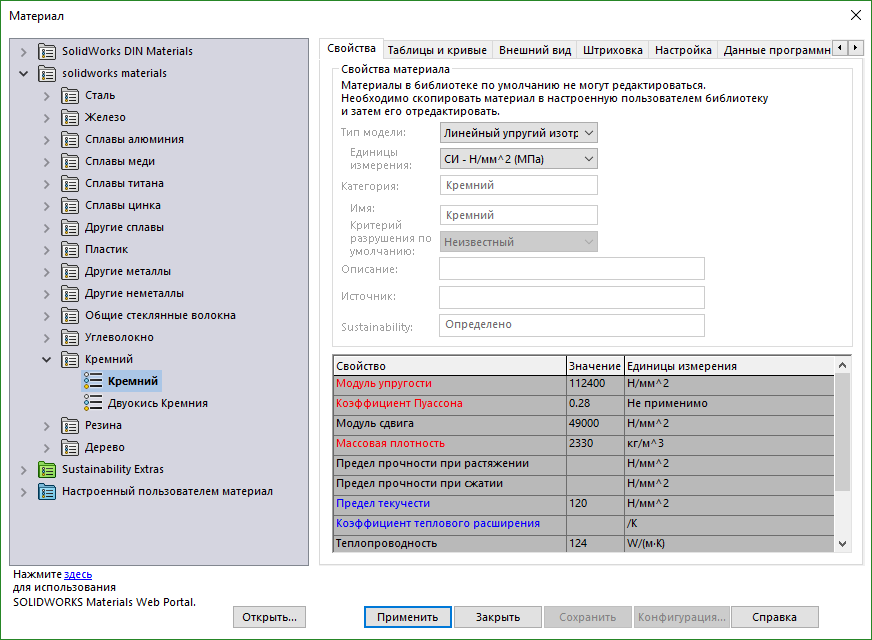 Материал
SolidWorks DIN Materials
solidworks materials
Сталь
Железо
Сплавы алюминия
Сплавы меди
Сплавы титана
Сплавы цинка
Другие сплавы
Пластик
Другие металлы
Другие неметаллы
Общие стеклянные волокна
Углеволокно
Кремний
Кремний
Двуокись Кремния
Резина
Дерево
Sustainability Extras
Настроенный пользователем материал
Нажмите здесь
для использования
SOLIDWORKS Materials Web Portal.
Свойства Таблицы и кривые Внешний вид Штриховка Настройка Данные программн
Свойства материала
Материалы в библиотеке по умолчанию не могут редактироваться.
Необходимо скопировать материал в настроенную пользователем библиотеку
и затем его отредактировать.
Тип модели: Линейный упругий изотр
Единицы
измерения: СИ - Н/мм^2 (МПа)
Категория: Кремний
Имя: Кремний
Критерий
разрушения по
умолчанию: Неизвестный
Описание:
Источник:
Sustainability: Определено
Свойство Значение Единицы измерения
Модуль упругости 112400 Н/мм^2
Коэффициент Пуассона 0.28 Не применимо
Модуль сдвига 49000 Н/мм^2
Массовая плотность 2330 кг/м^3
Предел прочности при растяжении Н/мм^2
Предел прочности при сжатии Н/мм^2
Предел текучести 120 Н/мм^2
Коэффициент теплового расширения /K
Теплопроводность 124 W/(м·K)
Открыть... Применить Закрыть Сохранить Конфигурация... Справка